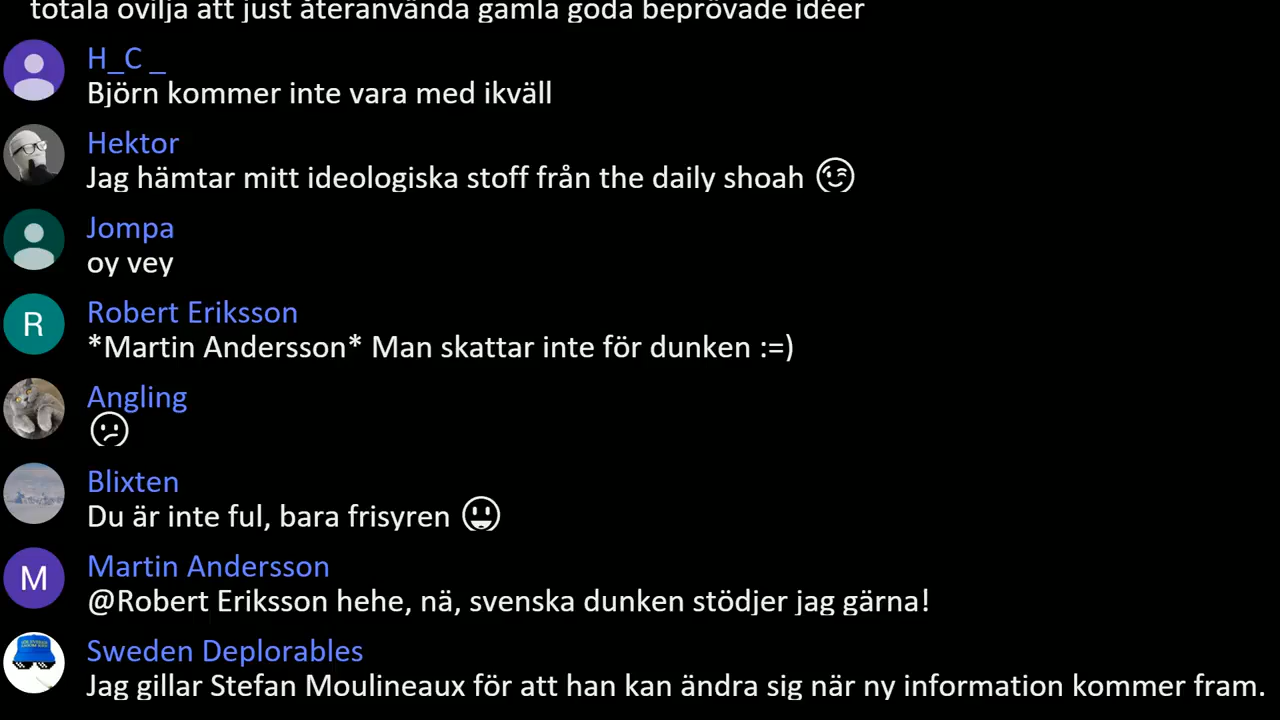 totala ovilja att just återanvända gamla goda beprövade idéer
H_C _
Björn kommer inte vara med ikväll
Hektor
Jag hämtar mitt ideologiska stoff från the daily shoah 😉
Jompa
oy vey
R
Robert Eriksson
*Martin Andersson* Man skattar inte för dunken :=)
Angling
😕
Blixten
Du är inte ful, bara frisyren 😃
M
Martin Andersson
@Robert Eriksson hehe, nä, svenska dunken stödjer jag gärna!
Sweden Deplorables
Jag gillar Stefan Moulineaux för att han kan ändra sig när ny information kommer fram.